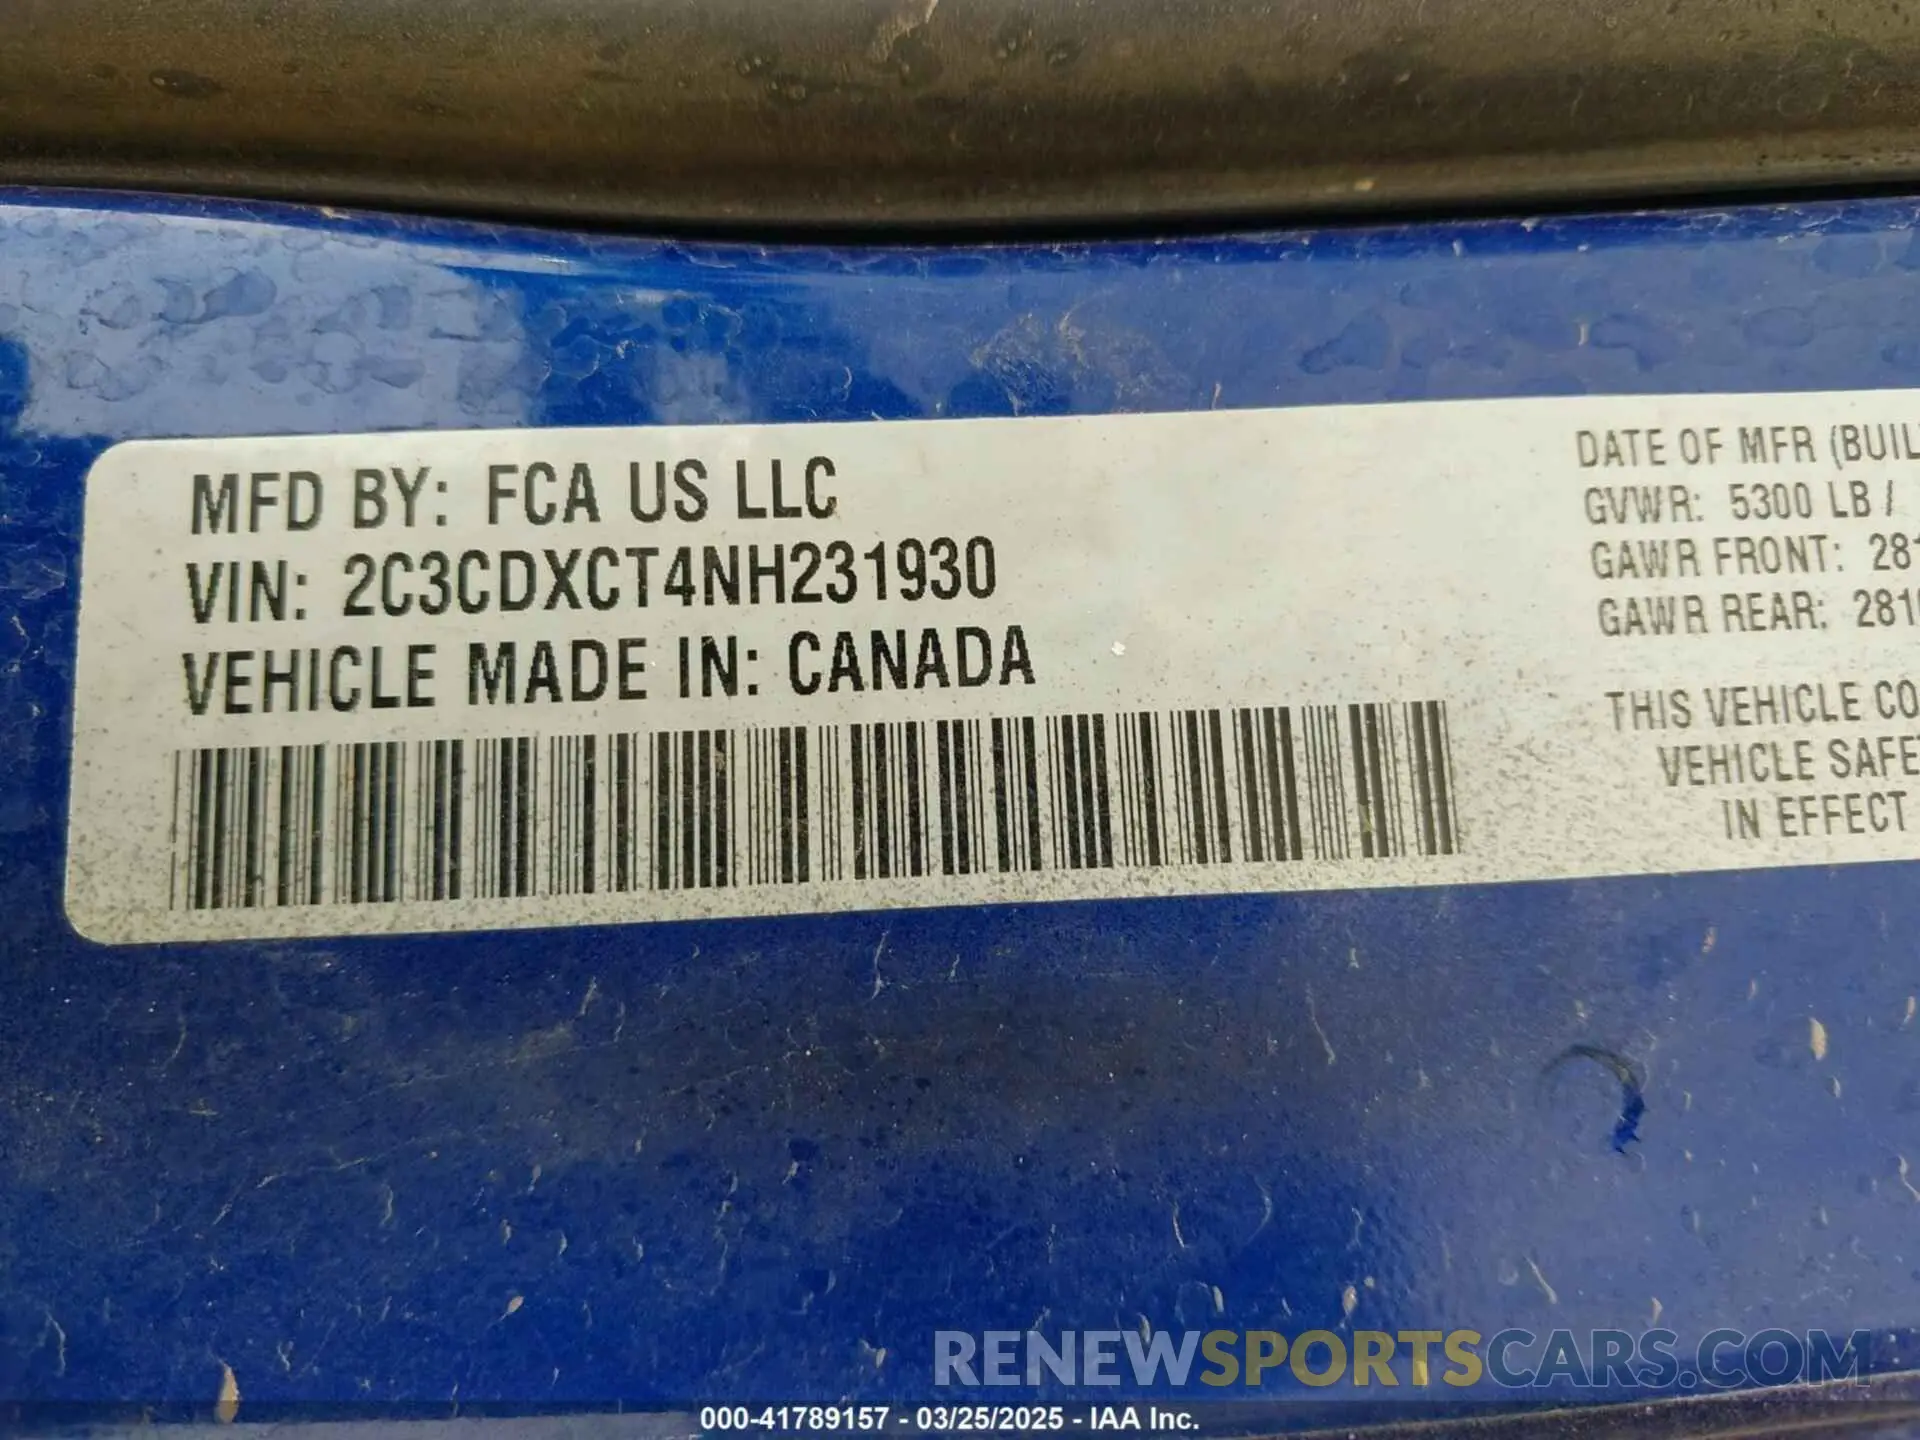 MFD BY: FCA US LLC
VIN: 2C3CDXCT4NH231930
VEHICLE MADE IN: CANADA
DATE OF MFR (BUIL
GVWR: 5300 LB /
GAWR FRONT: 281
GAWR REAR: 281
THIS VEHICLE CO
VEHICLE SAFE
IN EFFECT
RENEWSPORTSCARS.COM
000-41789157 - 03/25/2025 - IAA Inc.